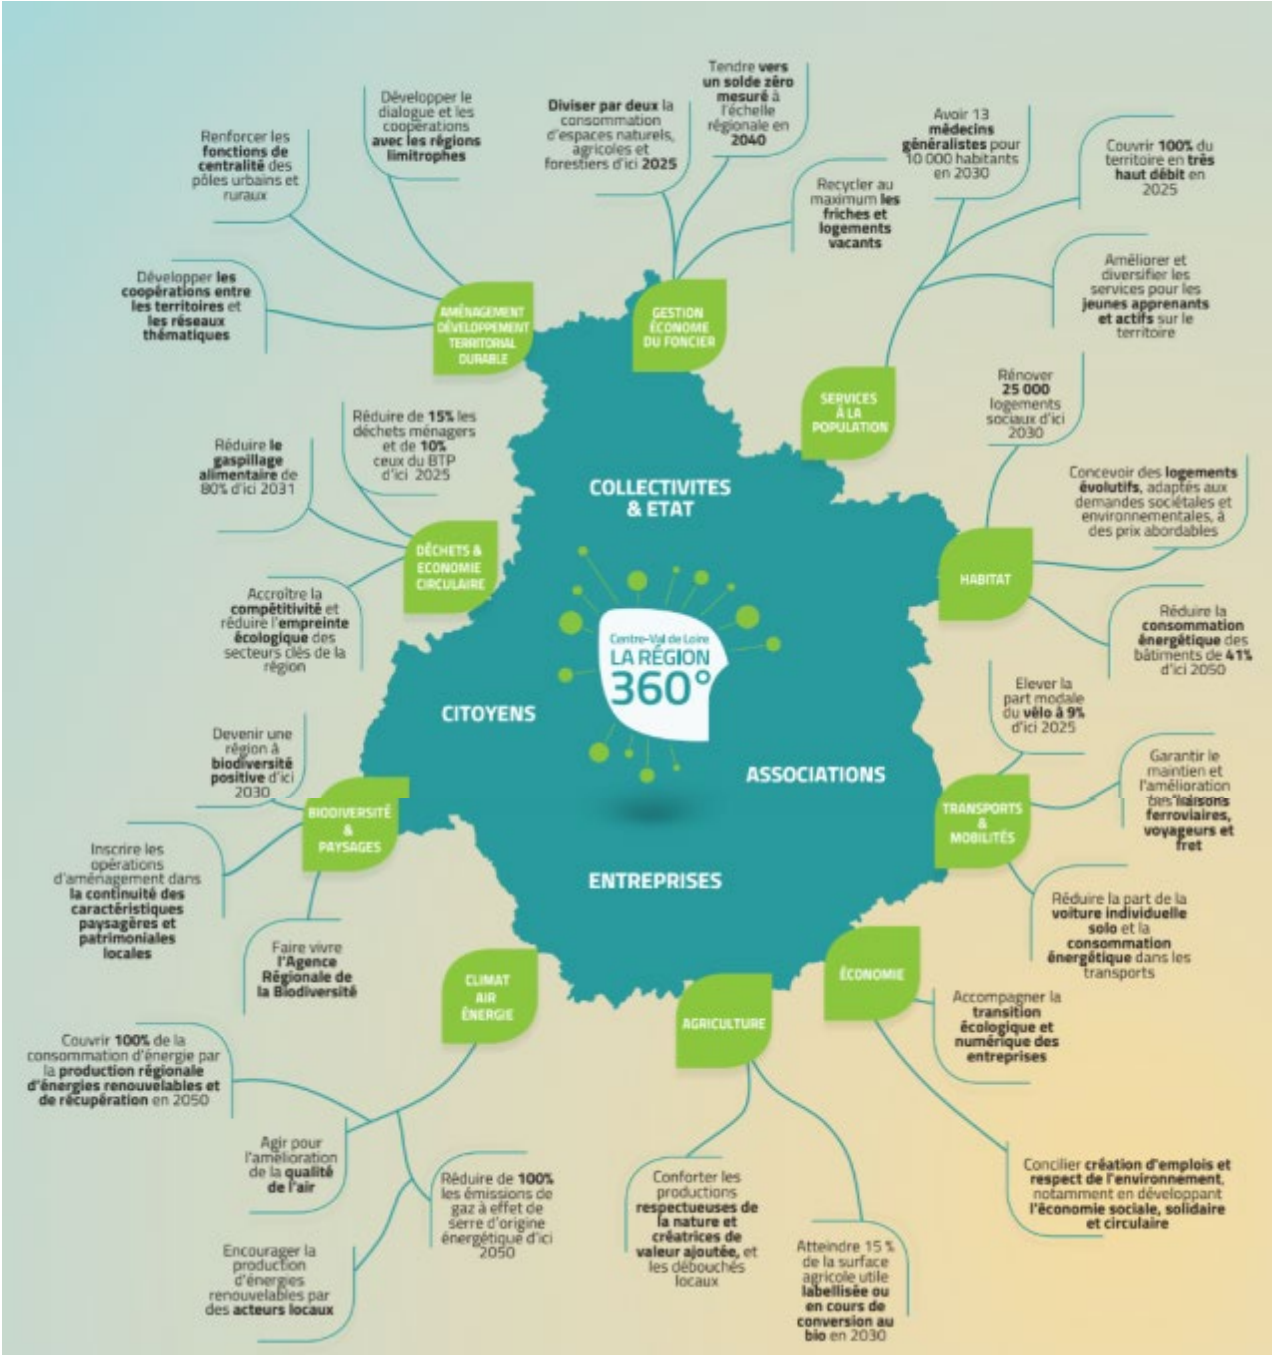 Développer le
dialogue et les
coopérations
avec les régions
limitrophes
Renforcer les
fonctions de
centralité des
pôles urbains et
ruraux
Développer les
coopérations entre
les territoires et
les réseaux
thématiques
AMÉNAGEMENT
DÉVELOPPEMENT
TERRITORIAL
DURABLE
Diviser par deux la
consommation
d'espaces naturels,
agricoles et
forestiers d'ici 2025
Tendre vers
un solde zéro
mesuré à
l'échelle
régionale en
2040
Recycler au
maximum les
friches et
logements
vacants
GESTION
ÉCONOME
DU FONCIER
Avoir 13
médecins
généralistes pour
10 000 habitants
en 2030
Couvrir 100% du
territoire en très
haut débit en
2025
Améliorer et
diversifier les
services pour les
jeunes apprenants
et actifs sur le
territoire
SERVICES
À LA
POPULATION
Rénover
25 000
logements
sociaux d'ici
2030
Concevoir des logements
évolutifs, adaptés aux
demandes sociétales et
environnementales, à
des prix abordables
Réduire la
consommation
énergétique des
bâtiments de 41%
d'ici 2050
HABITAT
Réduire de 15% les
déchets ménagers
et de 10%
ceux du BTP
d'ici 2025
Réduire le
gaspillage
alimentaire de
80% d'ici 2031
Accroître la
compétitivité et
réduire l'empreinte
écologique des
secteurs clés de la
région
DÉCHETS &
ECONOMIE
CIRCULAIRE
COLLECTIVITES
& ETAT
Centre-Val de Loire
LA RÉGION
360°
CITOYENS
ASSOCIATIONS
ENTREPRISES
Elever la
part modale
du vélo à 9%
d'ici 2025
Garantir le
maintien et
l'amélioration
des liaisons
ferroviaires,
voyageurs et
fret
Réduire la part de la
voiture individuelle
solo et la
consommation
énergétique dans les
transports
TRANSPORTS
&
MOBILITÉS
Devenir une
région à
biodiversité
positive d'ici
2030
Inscrire les
opérations
d'aménagement dans
la continuité des
caractéristiques
paysagères et
patrimoniales
locales
Faire vivre
l'Agence
Régionale de
la Biodiversité
BIODIVERSITÉ
&
PAYSAGES
CLIMAT
AIR
ÉNERGIE
Couvrir 100% de la
consommation d'énergie par
la production régionale
d'énergies renouvelables et
de récupération en 2050
Agir pour
l'amélioration
de la qualité
de l'air
Encourager la
production
d'énergies
renouvelables par
des acteurs locaux
Réduire de 100%
les émissions de
gaz à effet de
serre d'origine
énergétique d'ici
2050
AGRICULTURE
Conforter les
productions
respectueuses de
la nature et
créatrices de
valeur ajoutée, et
les débouchés
locaux
Atteindre 15 %
de la surface
agricole utile
labellisée ou
en cours de
conversion au
bio en 2030
ÉCONOMIE
Accompagner la
transition
écologique et
numérique des
entreprises
Concilier création d'emplois et
respect de l'environnement,
notamment en développant
l'économie sociale, solidaire
et circulaire